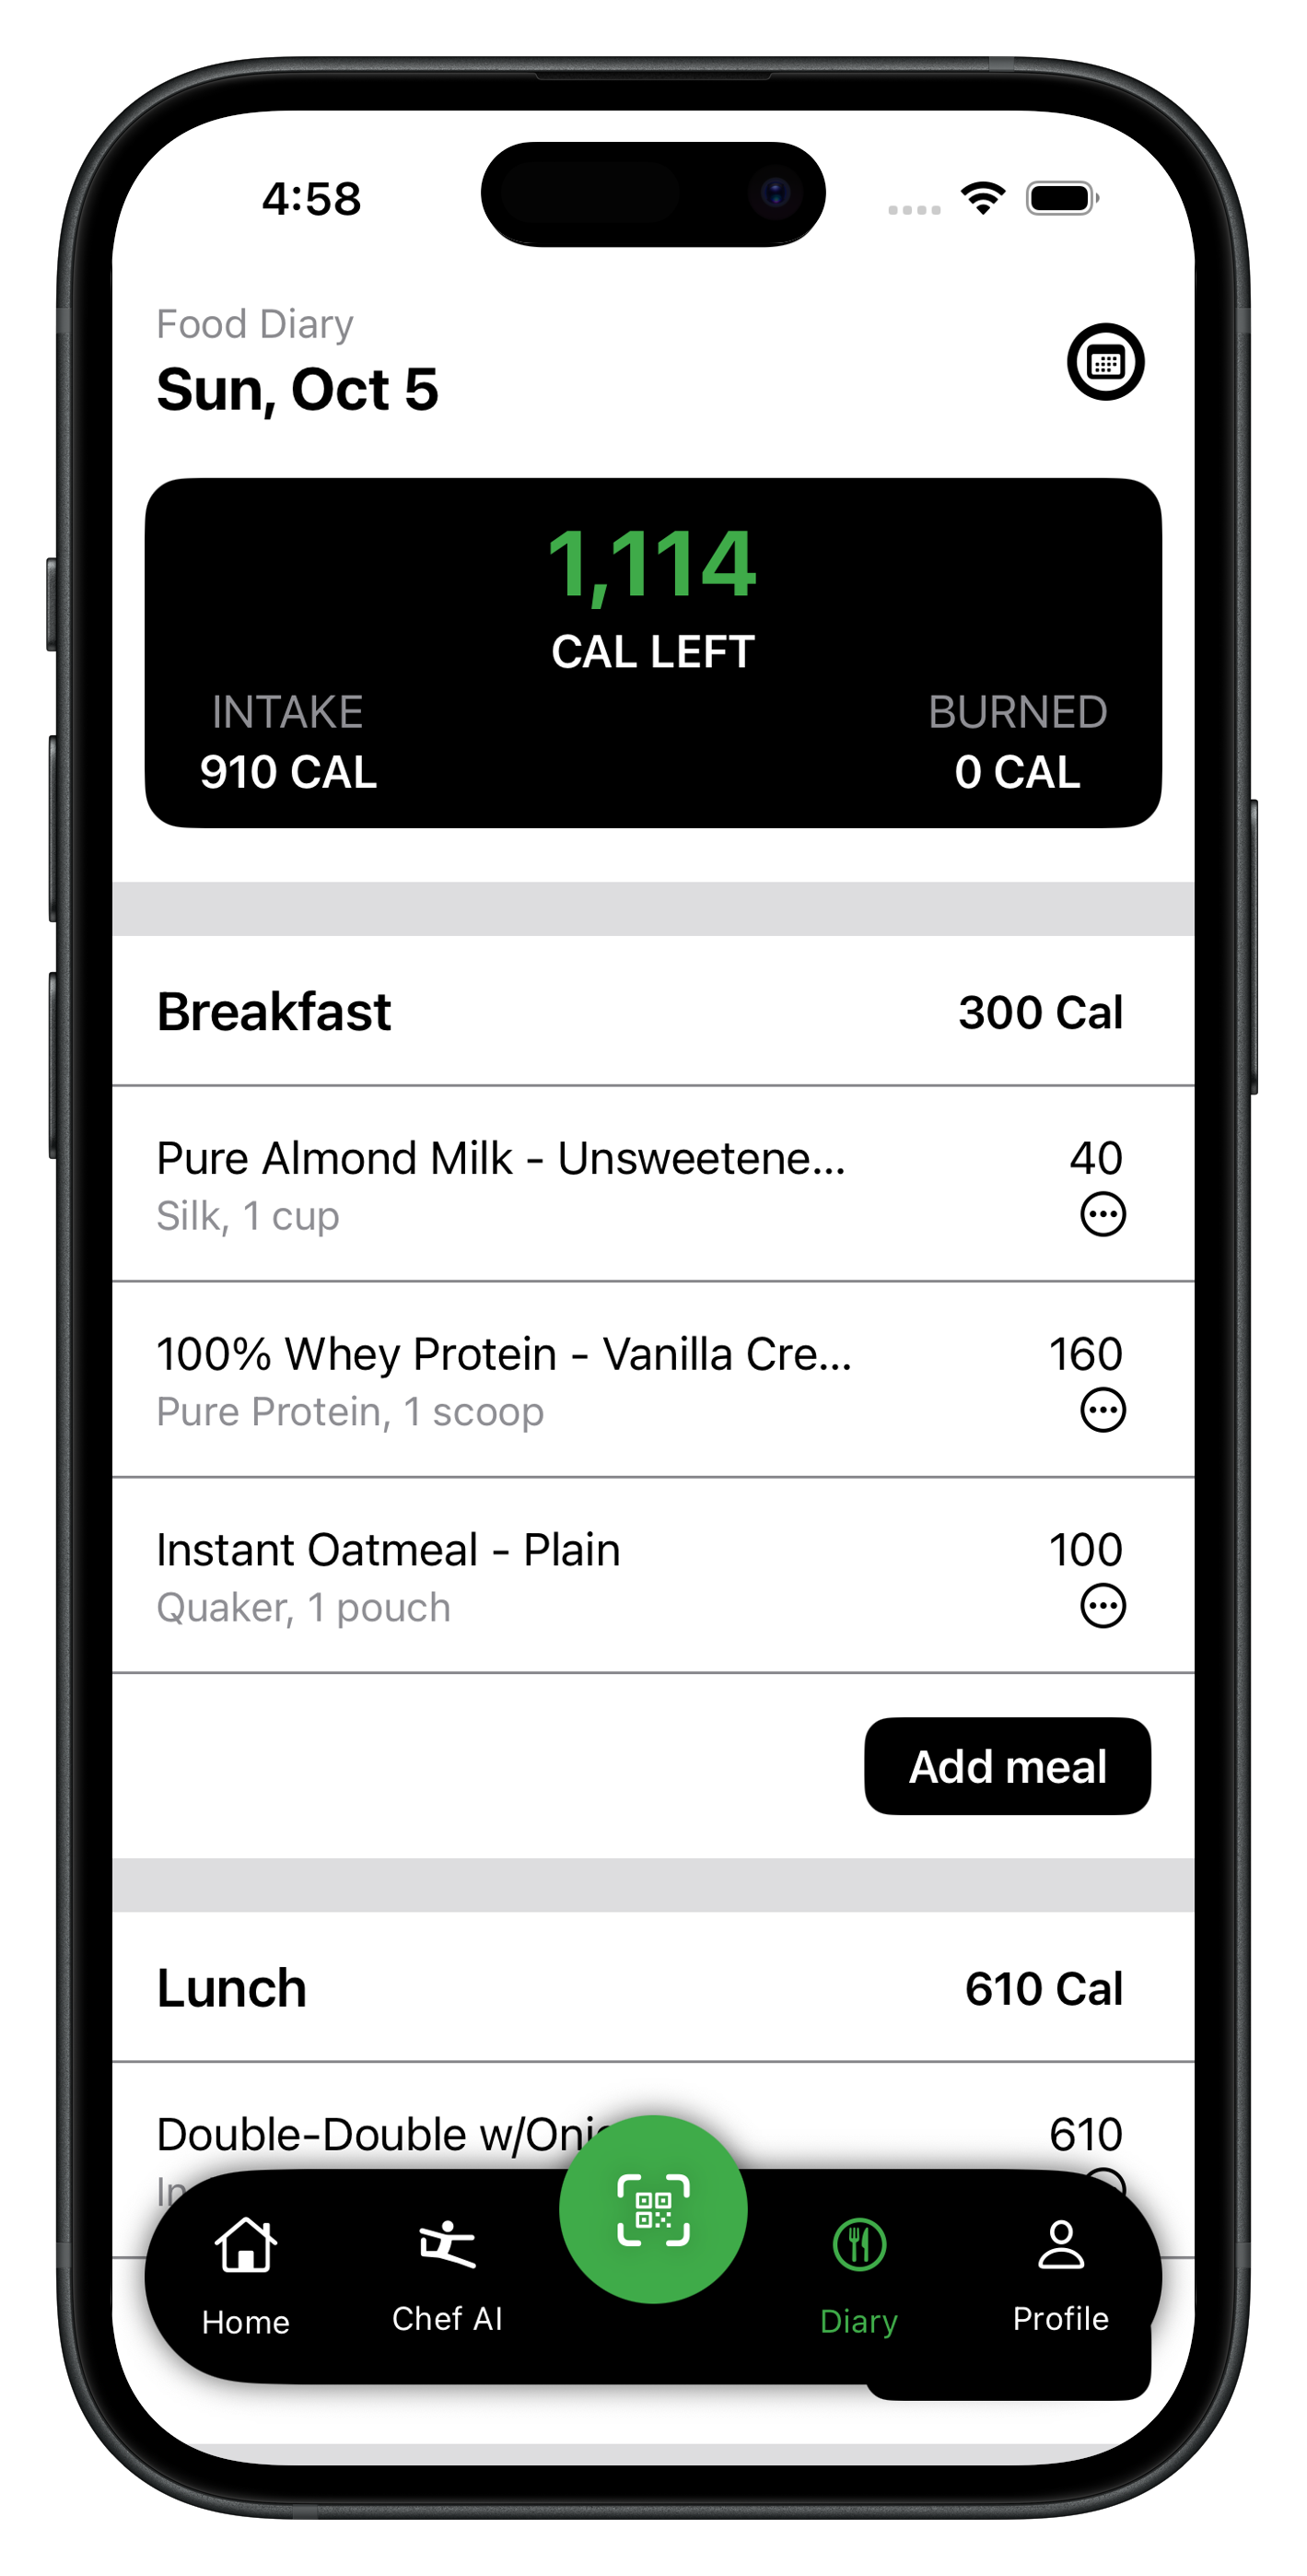 4:58
Food Diary
Sun, Oct 5
1,114
CAL LEFT
INTAKE
BURNED
910 CAL
0 CAL
Breakfast
300 Cal
Pure Almond Milk - Unsweetene...
40
Silk, 1 cup
100% Whey Protein - Vanilla Cre...
160
Pure Protein, 1 scoop
Instant Oatmeal - Plain
100
Quaker, 1 pouch
Add meal
Lunch
610 Cal
Double-Double w/Oni
610
Home
Chef AI
Diary
Profile